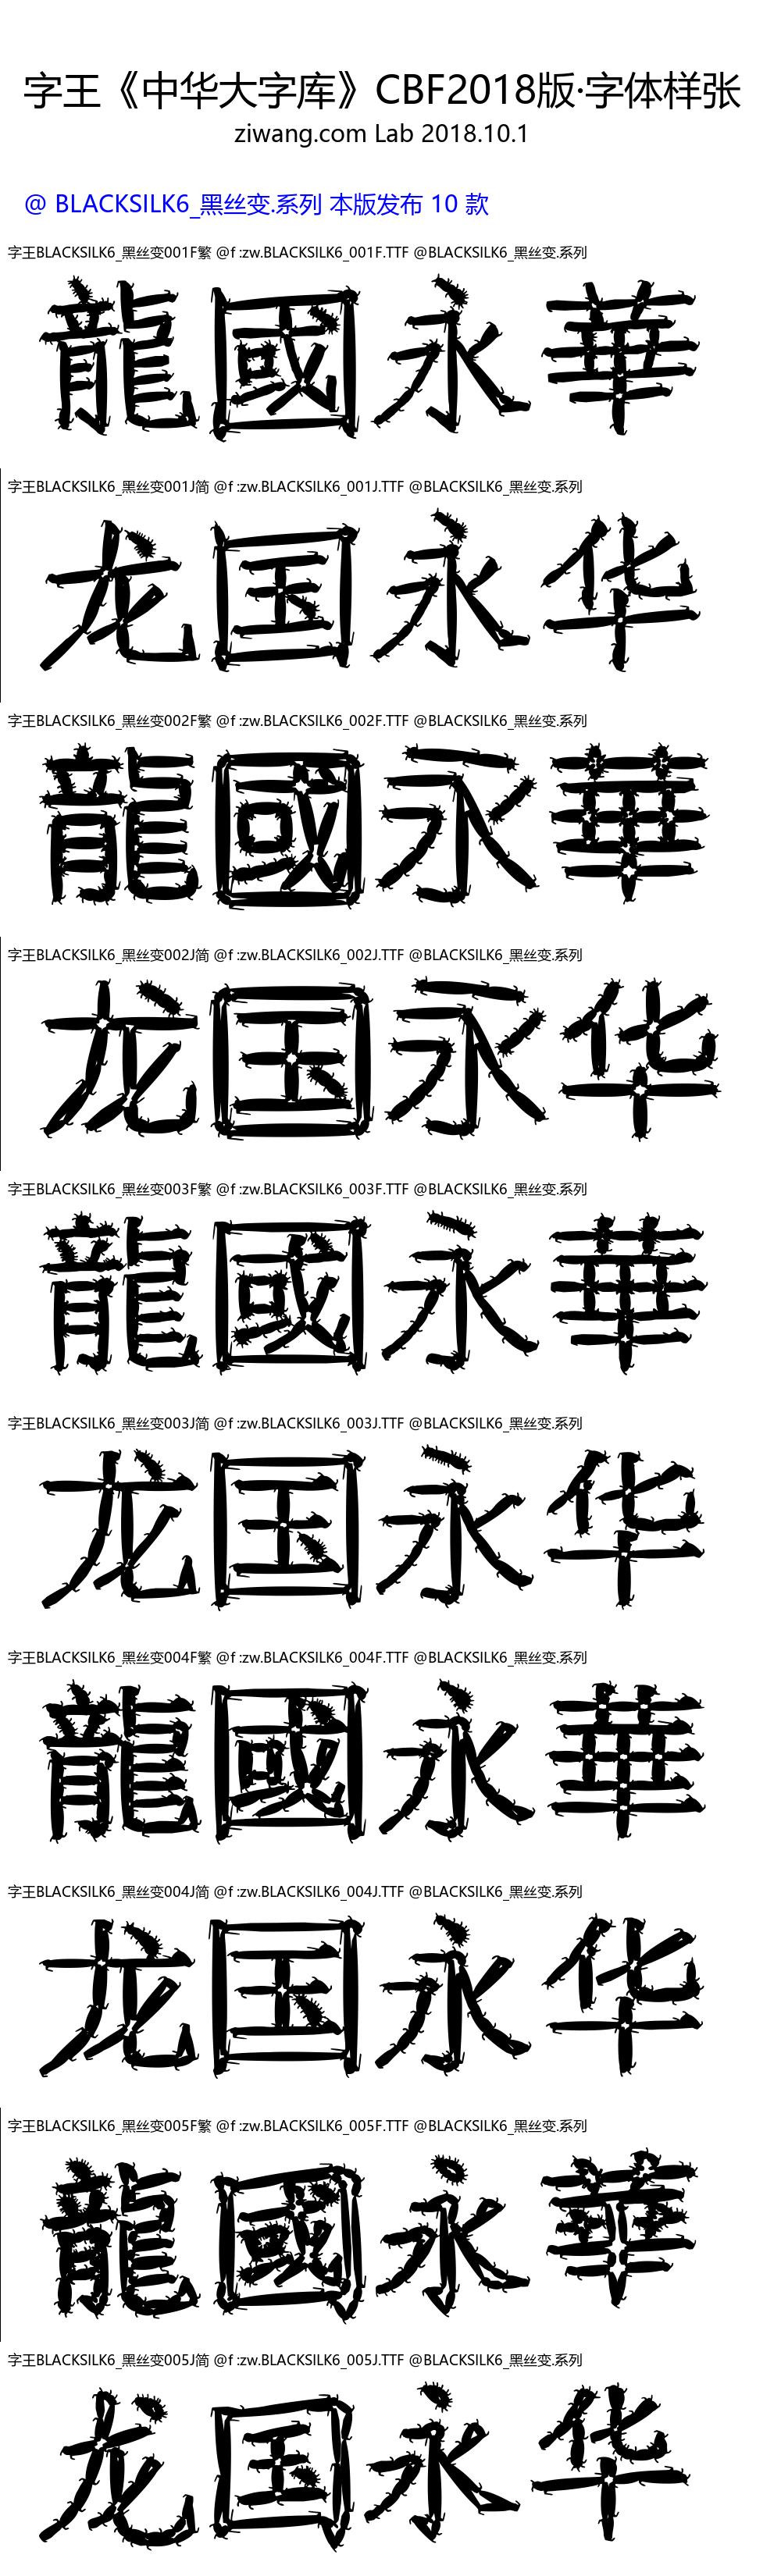 字王《中华大字库》CBF2018版·字体样张
ziwang.com Lab 2018.10.1
@ BLACKSILK6_黑丝变.系列 本版发布 10 款
字王BLACKSILK6_黑丝变001F繁 @f :zw.BLACKSILK6_001F.TTF @BLACKSILK6_黑丝变.系列
龍國永華
字王BLACKSILK6_黑丝变001J简 @f :zw.BLACKSILK6_001J.TTF @BLACKSILK6_黑丝变.系列
龙国永华
字王BLACKSILK6_黑丝变002F繁 @f :zw.BLACKSILK6_002F.TTF @BLACKSILK6_黑丝变.系列
龍國永華
字王BLACKSILK6_黑丝变002J简 @f :zw.BLACKSILK6_002J.TTF @BLACKSILK6_黑丝变.系列
龙国永华
字王BLACKSILK6_黑丝变003F繁 @f :zw.BLACKSILK6_003F.TTF @BLACKSILK6_黑丝变.系列
龍國永華
字王BLACKSILK6_黑丝变003J简 @f :zw.BLACKSILK6_003J.TTF @BLACKSILK6_黑丝变.系列
龙国永华
字王BLACKSILK6_黑丝变004F繁 @f :zw.BLACKSILK6_004F.TTF @BLACKSILK6_黑丝变.系列
龍國永華
字王BLACKSILK6_黑丝变004J简 @f :zw.BLACKSILK6_004J.TTF @BLACKSILK6_黑丝变.系列
龙国永华
字王BLACKSILK6_黑丝变005F繁 @f :zw.BLACKSILK6_005F.TTF @BLACKSILK6_黑丝变.系列
龍國永華
字王BLACKSILK6_黑丝变005J简 @f :zw.BLACKSILK6_005J.TTF @BLACKSILK6_黑丝变.系列
龙国永华